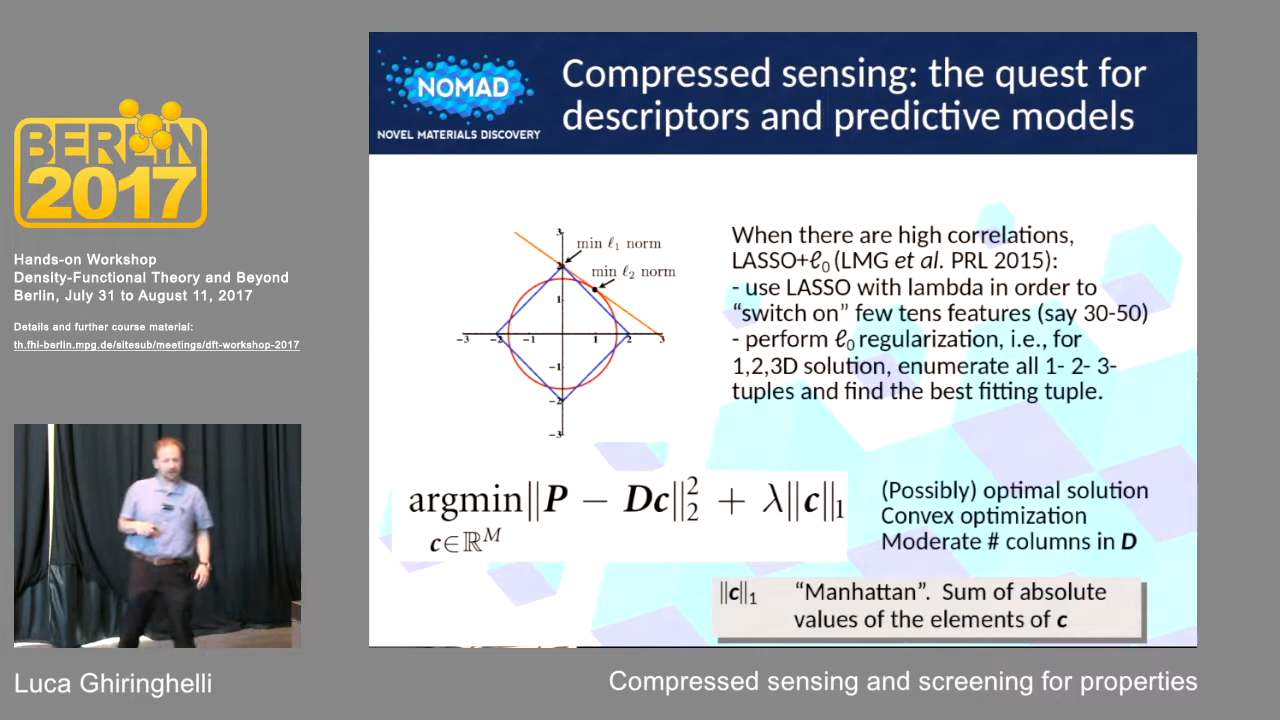 BERLIN
2017
Hands-on Workshop
Density-Functional Theory and Beyond
Berlin, July 31 to August 11, 2017
Details and further course material:
th.fhi-berlin.mpg.de/sitesub/meetings/dft-workshop-2017
Luca Ghiringhelli
NOMAD
NOVEL MATERIALS DISCOVERY
Compressed sensing: the quest for
descriptors and predictive models
3
min ℓ₁ norm
2
min ℓ₂ norm
1
−3 −2 −1 1 2 3
−1
−2
−3
When there are high correlations,
LASSO+ℓ₀ (LMG et al. PRL 2015):
- use LASSO with lambda in order to
“switch on” few tens features (say 30-50)
- perform ℓ₀ regularization, i.e., for
1,2,3D solution, enumerate all 1- 2- 3-
tuples and find the best fitting tuple.
argmin‖P − Dc‖₂² + λ‖c‖₁
c∈ℝᴹ
(Possibly) optimal solution
Convex optimization
Moderate # columns in D
‖c‖₁ “Manhattan”. Sum of absolute
values of the elements of c
Compressed sensing and screening for properties